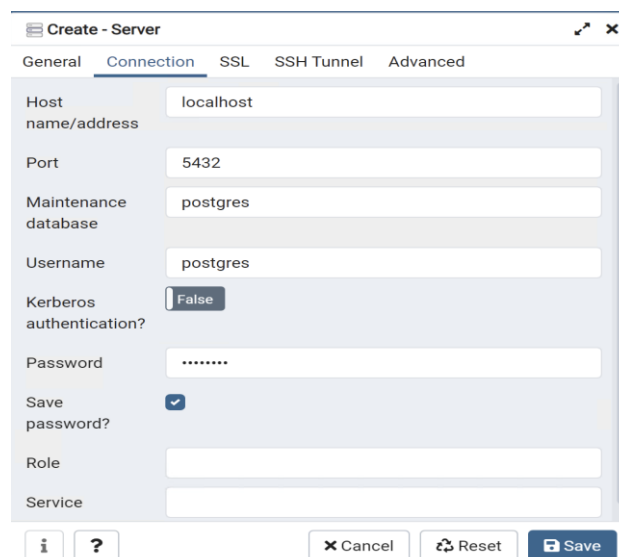 Create - Server
General Connection SSL SSH Tunnel Advanced
Host name/address localhost
Port 5432
Maintenance database postgres
Username postgres
Kerberos authentication? False
Password ••••••••
Save password?
Role
Service
i ? Cancel Reset Save